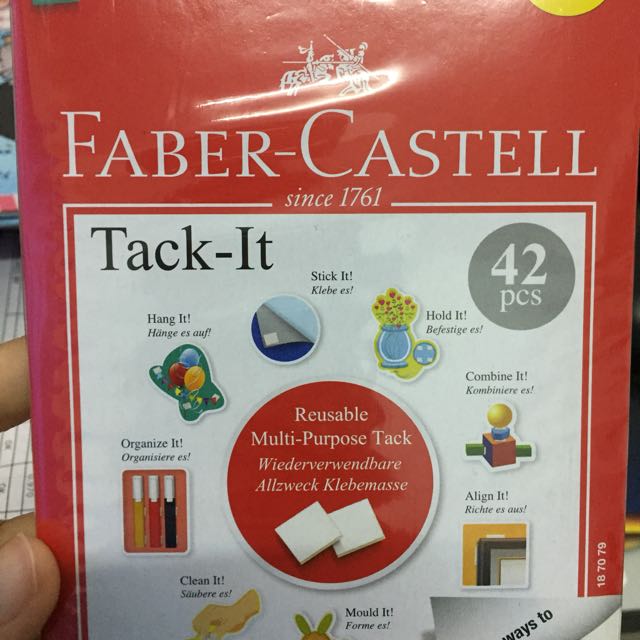 FABER-CASTELL
since 1761
Tack-It
42
pcs
Stick It!
Klebe es!
Hang It!
Hänge es auf!
Hold It!
Befestige es!
Combine It!
Kombiniere es!
Reusable
Multi-Purpose Tack
Wiederverwendbare
Allzweck Klebemasse
Organize It!
Organisiere es!
Align It!
Richte es aus!
Clean It!
Säubere es!
Mould It!
Forme es!
ways to
18 70 79